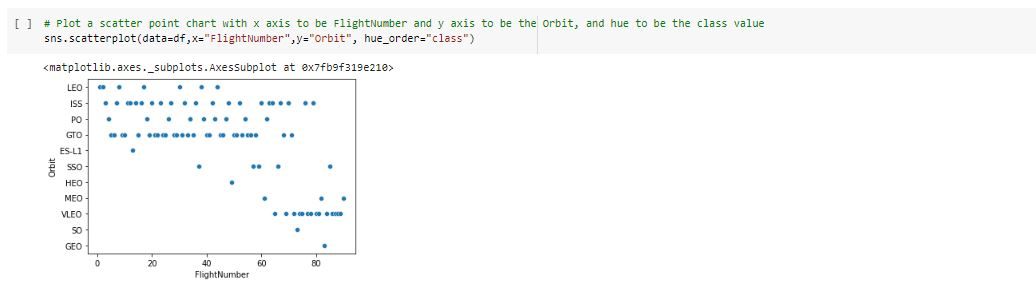 [ ] # Plot a scatter point chart with x axis to be FlightNumber and y axis to be the Orbit, and hue to be the class value
sns.scatterplot(data=df,x="FlightNumber",y="Orbit", hue_order="class")
<matplotlib.axes._subplots.AxesSubplot at 0x7fb9f319e210>
LEO
ISS
PO
GTO
ES-L1
SSO
HEO
MEO
VLEO
SO
GEO
Orbit
0 20 40 60 80
FlightNumber